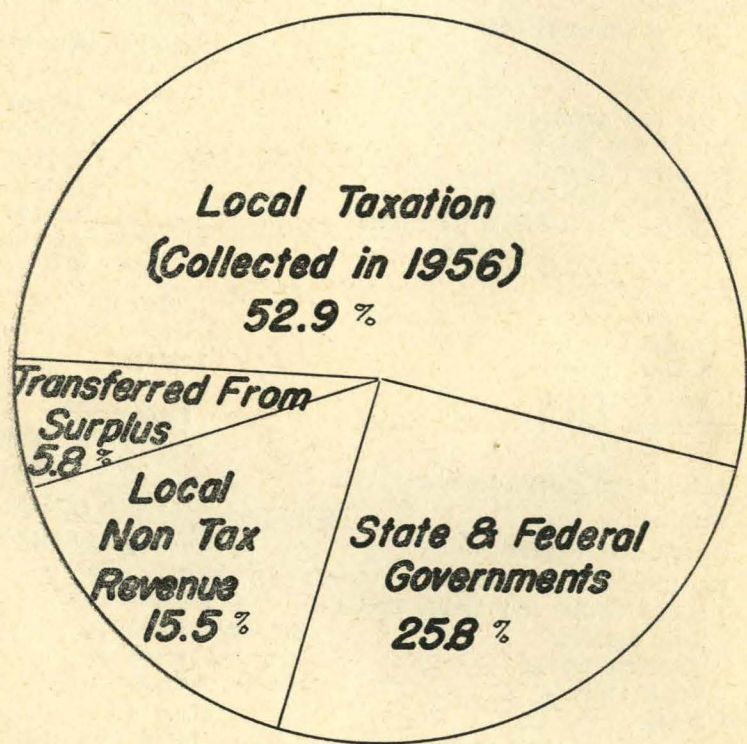 Local Taxation
(Collected in 1956)
52.9 %
Transferred From
Surplus
5.8 %
Local
Non Tax
Revenue
15.5 %
State & Federal
Governments
25.8 %